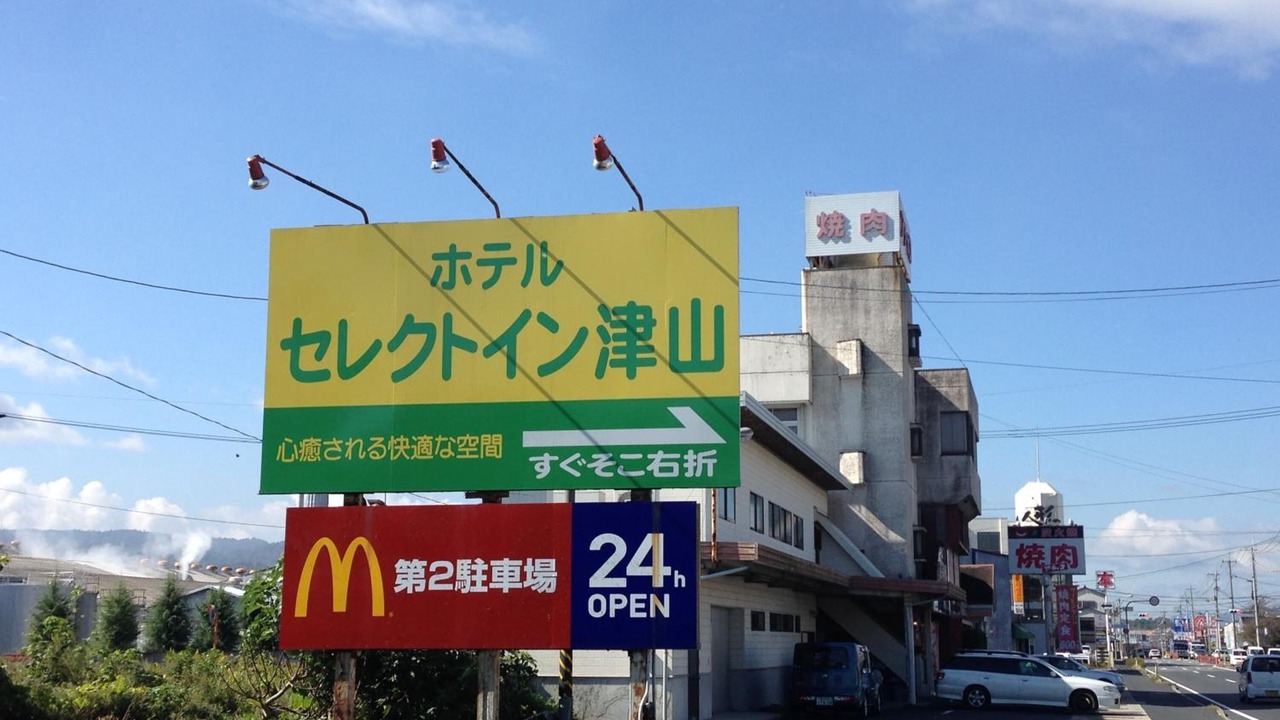 ホテル
セレクトイン津山
心癒される快適な空間
すぐそこ右折
第2駐車場
24h
OPEN
焼肉
焼肉
本